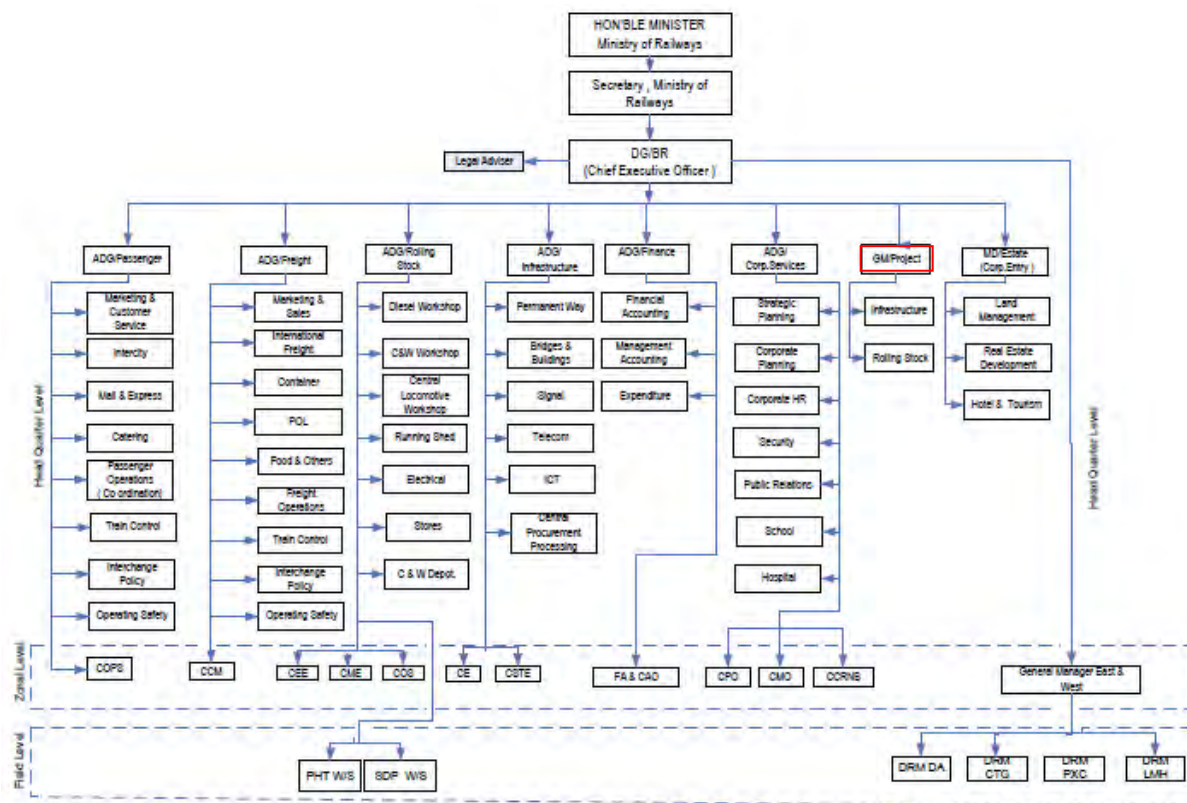 HON'BLE MINISTER
Ministry of Railways
Secretary , Ministry of
Railways
DG/BR
(Chief Executive Officer )
Legal Adviser
ADG/Passenger
ADG/Freight
ADG/Rolling
Stock
ADG/
Infrastructure
ADG/Finance
ADG/
Corp.Services
GM/Project
MD/Estate
(Corp.Entry )
Marketing &
Customer
Service
Intercity
Mail & Express
Catering
Passenger
Operations
( Co ordination)
Train Control
Interchange
Policy
Operating Safety
Marketing &
Sales
International
Freight
Container
POL
Food & Others
Freight
Operations
Train Control
Interchange
Policy
Operating Safety
Diesel Workshop
C&W Workshop
Central
Locomotive
Workshop
Running Shed
Electrical
Stores
C & W Depot.
Permanent Way
Bridges &
Buildings
Signal
Telecom
ICT
Central
Procurement
Processing
Financial
Accounting
Management
Accounting
Expenditure
Strategic
Planning
Corporate
Planning
Corporate HR
Security
Public Relations
School
Hospital
Infrastructure
Rolling Stock
Land
Management
Real Estate
Development
Hotel & Tourism
Head Quarter Level
Head Quarter Level
Zonal Level
COPS
CCM
CEE
CME
COS
CE
CSTE
FA & CAO
CPO
CMO
CCRNB
General Manager East &
West
Field Level
PHT W/S
SDP W/S
DRM DA.
DRM
CTG
DRM
PXC
DRM
LMH